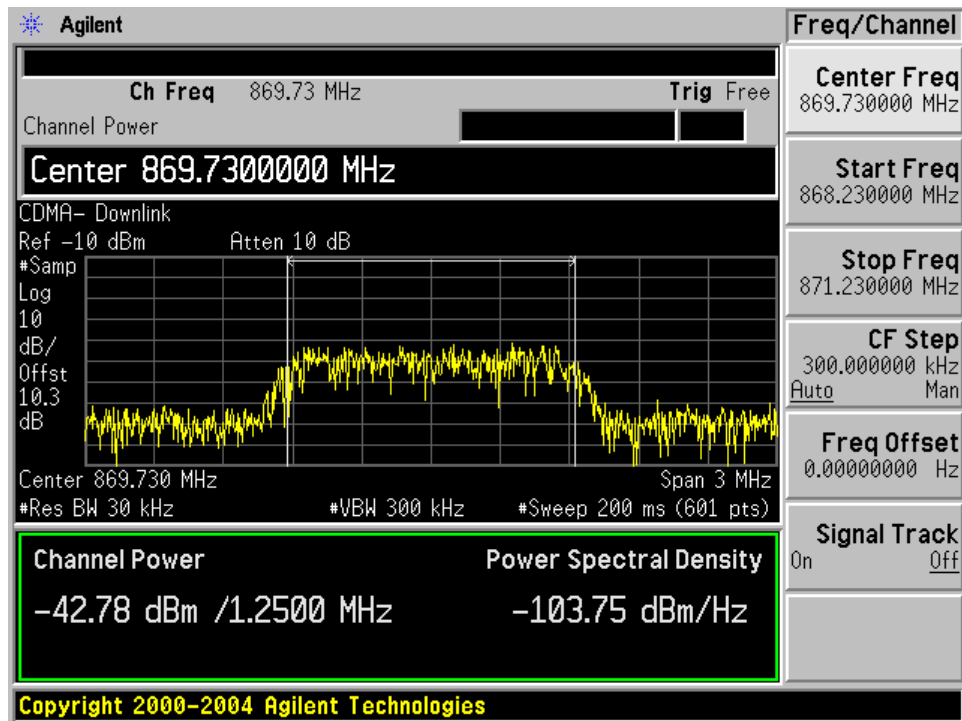 Agilent
Freq/Channel
Ch Freq 869.73 MHz Trig Free
Channel Power
Center 869.7300000 MHz
CDMA– Downlink
Ref –10 dBm Atten 10 dB
#Samp
Log
10
dB/
Offst
10.3
dB
Center 869.730 MHz Span 3 MHz
#Res BW 30 kHz #VBW 300 kHz #Sweep 200 ms (601 pts)
Channel Power Power Spectral Density
–42.78 dBm /1.2500 MHz –103.75 dBm/Hz
Copyright 2000–2004 Agilent Technologies
Center Freq
869.730000 MHz
Start Freq
868.230000 MHz
Stop Freq
871.230000 MHz
CF Step
300.000000 kHz
Auto Man
Freq Offset
0.00000000 Hz
Signal Track
On Off